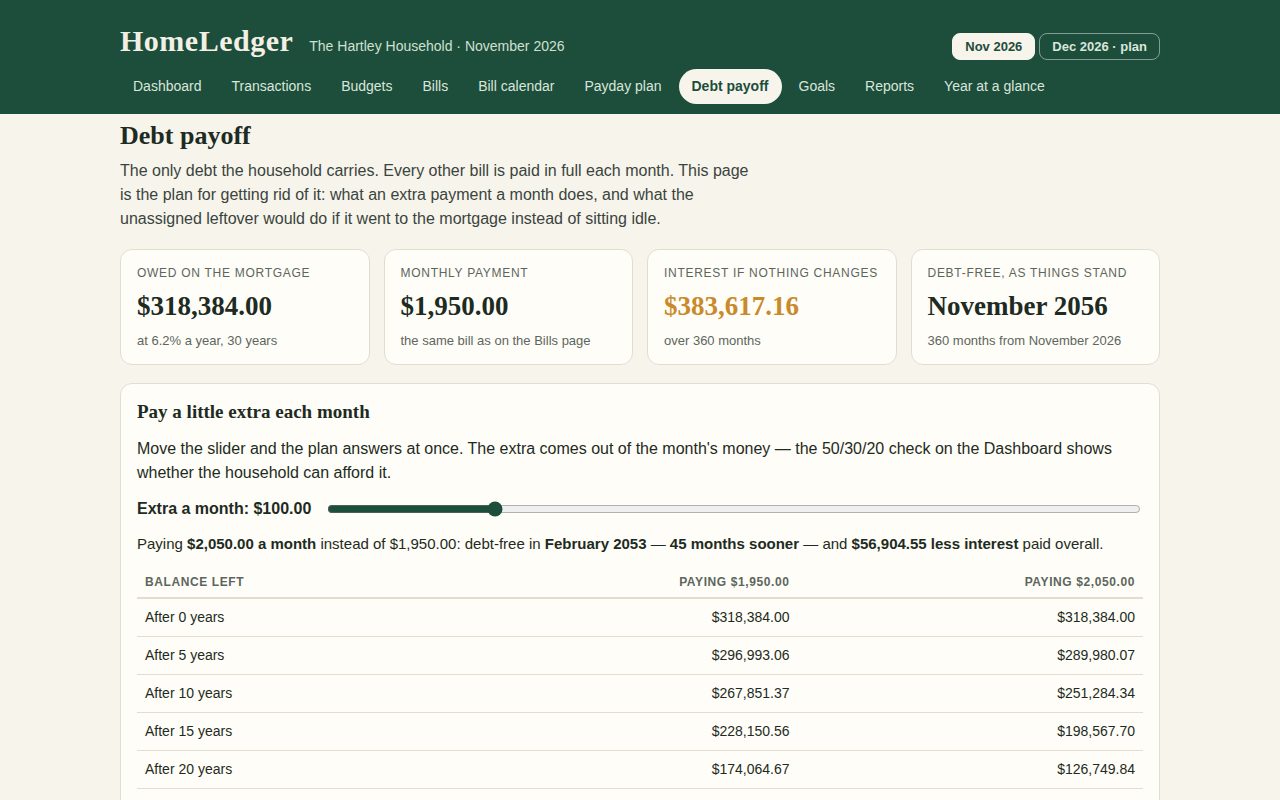 HomeLedger The Hartley Household · November 2026 Nov 2026 Dec 2026 · plan
Dashboard Transactions Budgets Bills Bill calendar Payday plan Debt payoff Goals Reports Year at a glance
Debt payoff
The only debt the household carries. Every other bill is paid in full each month. This page
is the plan for getting rid of it: what an extra payment a month does, and what the
unassigned leftover would do if it went to the mortgage instead of sitting idle.
OWED ON THE MORTGAGE
$318,384.00
at 6.2% a year, 30 years
MONTHLY PAYMENT
$1,950.00
the same bill as on the Bills page
INTEREST IF NOTHING CHANGES
$383,617.16
over 360 months
DEBT-FREE, AS THINGS STAND
November 2056
360 months from November 2026
Pay a little extra each month
Move the slider and the plan answers at once. The extra comes out of the month's money — the 50/30/20 check on the Dashboard shows
whether the household can afford it.
Extra a month: $100.00
Paying $2,050.00 a month instead of $1,950.00: debt-free in February 2053 — 45 months sooner — and $56,904.55 less interest paid overall.
BALANCE LEFT PAYING $1,950.00 PAYING $2,050.00
After 0 years $318,384.00 $318,384.00
After 5 years $296,993.06 $289,980.07
After 10 years $267,851.37 $251,284.34
After 15 years $228,150.56 $198,567.70
After 20 years $174,064.67 $126,749.84